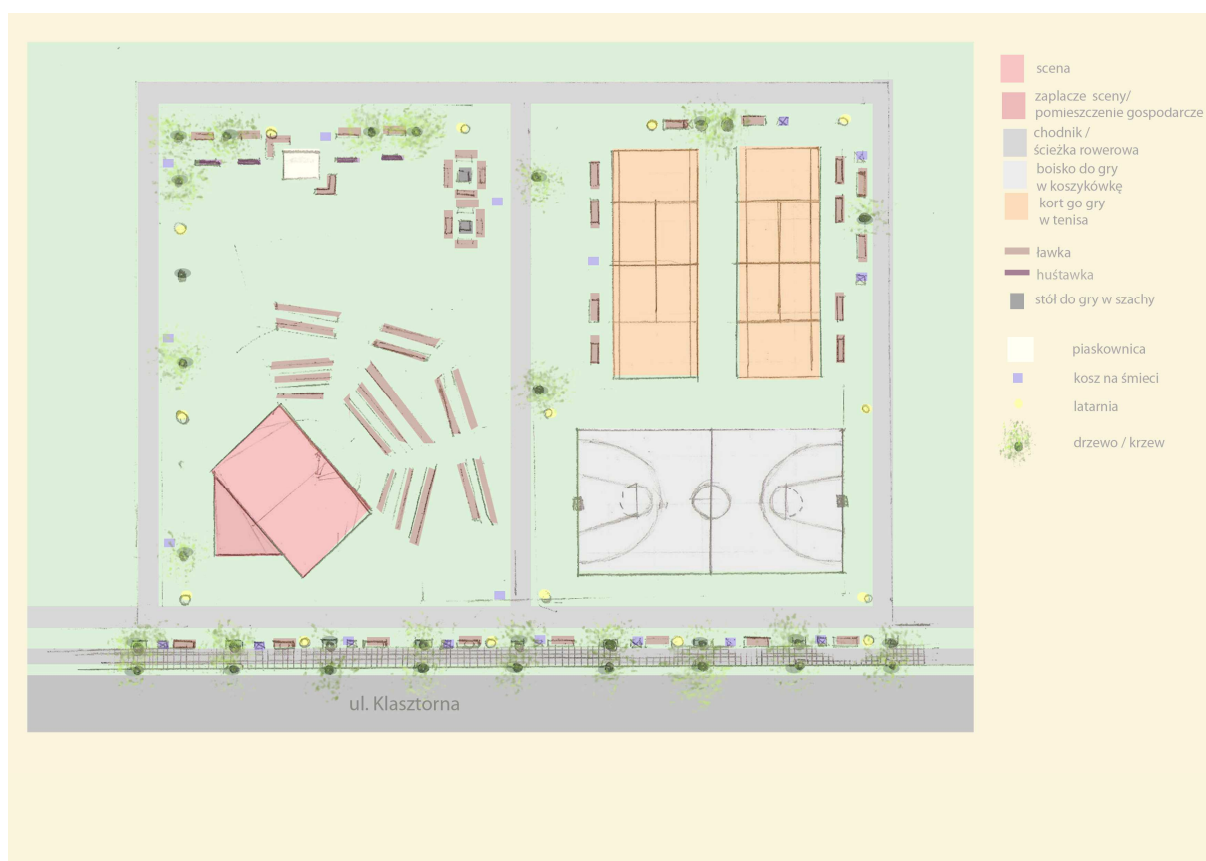 scena
zaplacze sceny/
pomieszczenie gospodarcze
chodnik /
ścieżka rowerowa
boisko do gry
w koszykówkę
kort go gry
w tenisa
ławka
huśtawka
stół do gry w szachy
piaskownica
kosz na śmieci
latarnia
drzewo / krzew
ul. Klasztorna